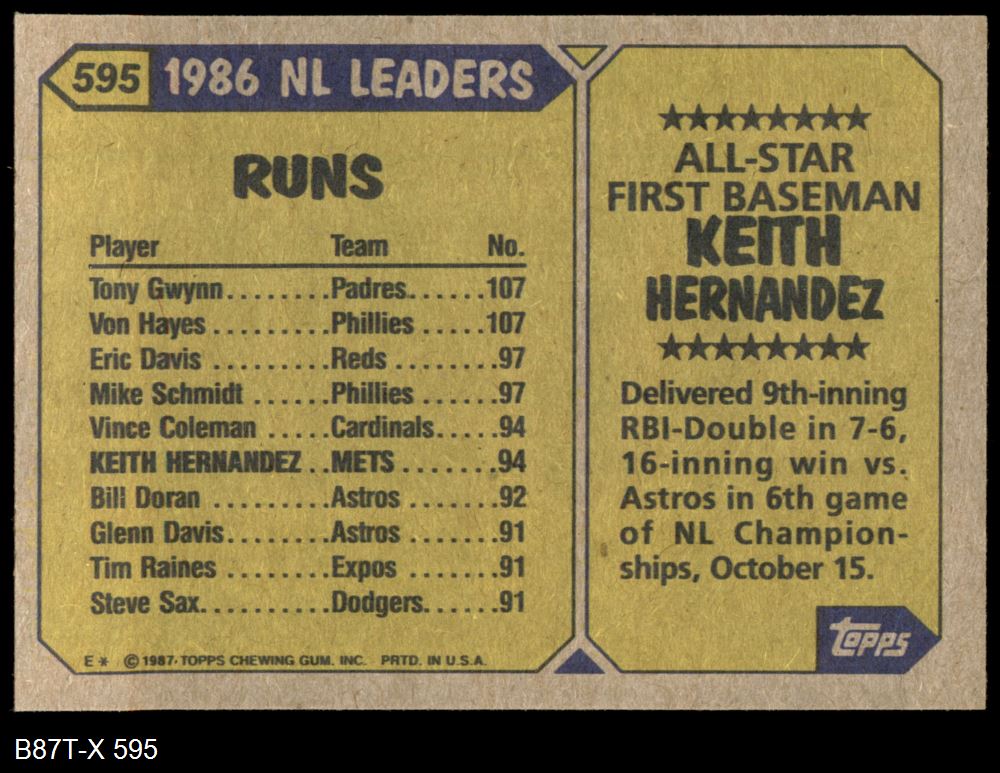 595 1986 NL LEADERS
RUNS
Player Team No.
Tony Gwynn........Padres......107
Von Hayes.........Phillies.....107
Eric Davis.........Reds........97
Mike Schmidt......Phillies......97
Vince Coleman.....Cardinals.....94
KEITH HERNANDEZ..METS.......94
Bill Doran.........Astros.......92
Glenn Davis........Astros.......91
Tim Raines........Expos.......91
Steve Sax..........Dodgers......91
E* © 1987 TOPPS CHEWING GUM, INC. PRTD. IN U.S.A.
★★★★★★★★
ALL-STAR
FIRST BASEMAN
KEITH
HERNANDEZ
★★★★★★★★
Delivered 9th-inning
RBI-Double in 7-6,
16-inning win vs.
Astros in 6th game
of NL Champion-
ships, October 15.
TOPPS
B87T-X 595